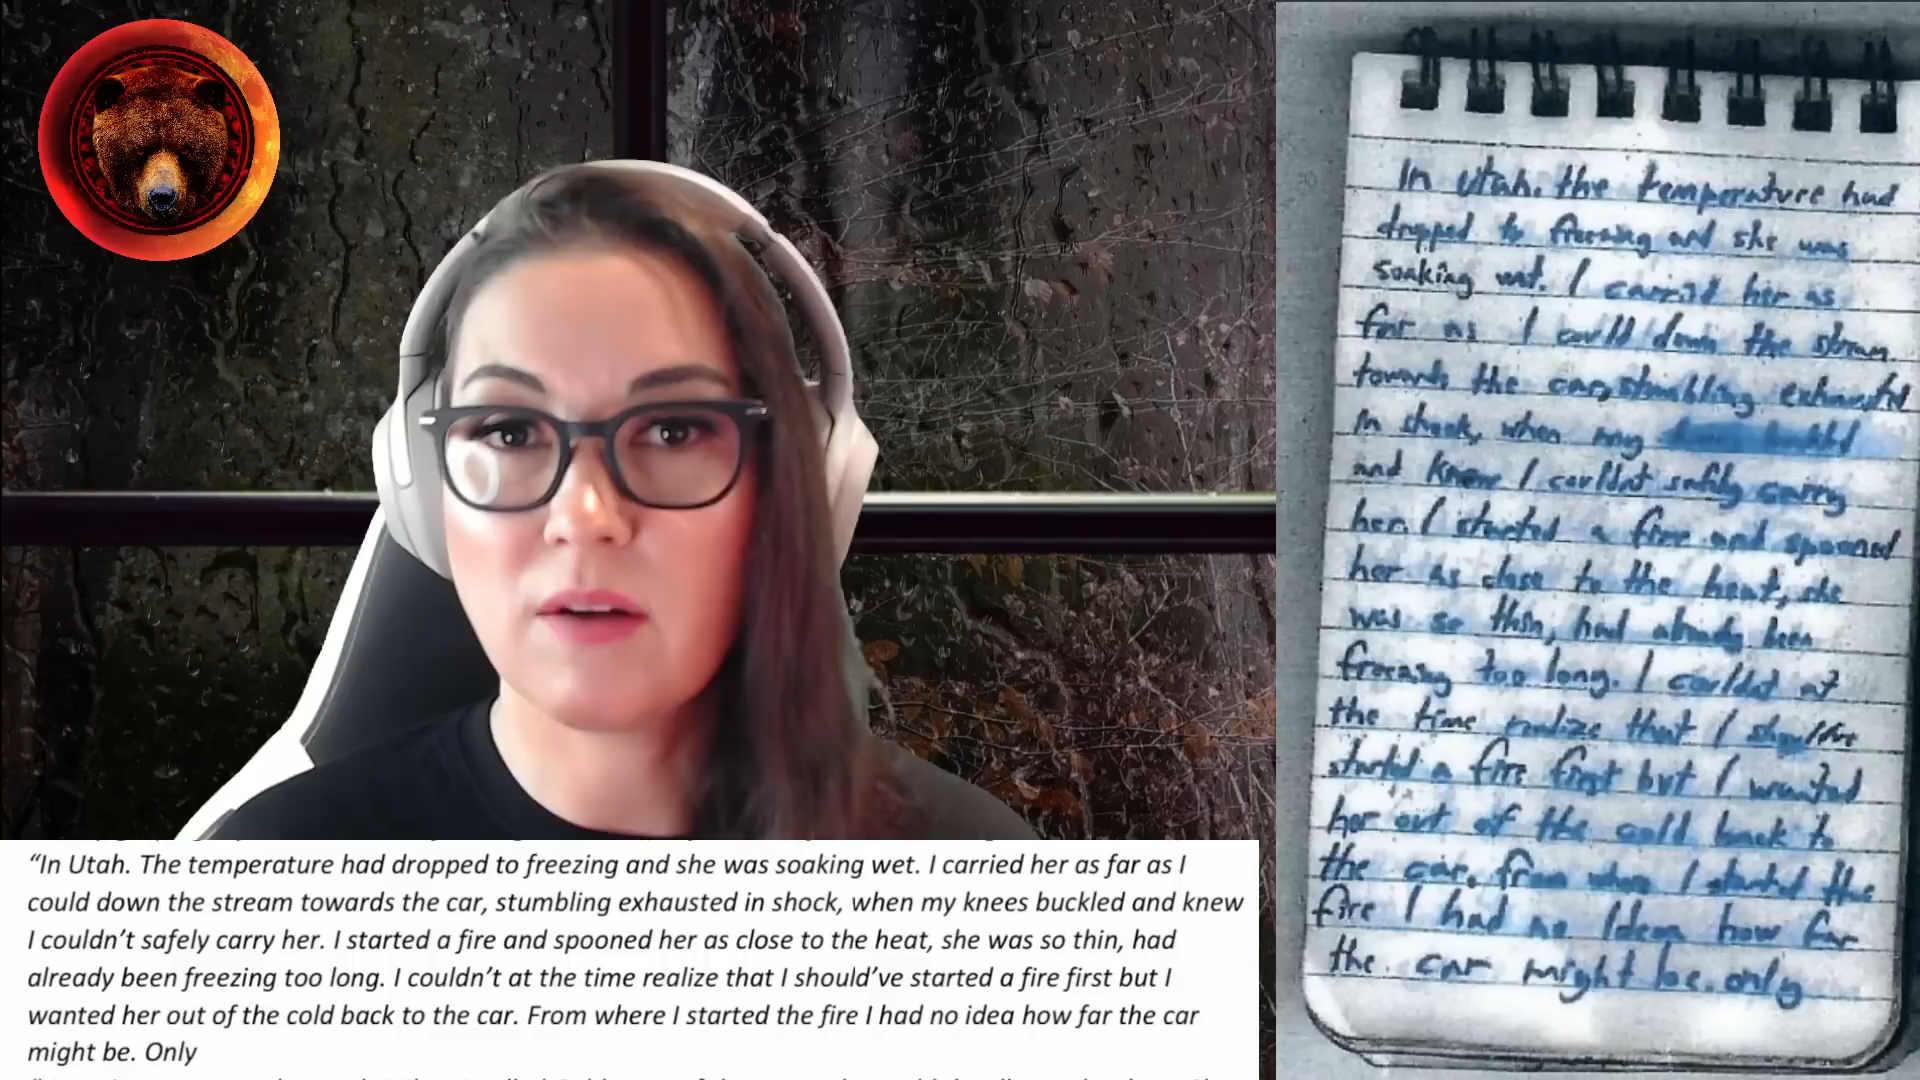 “In Utah. The temperature had dropped to freezing and she was soaking wet. I carried her as far as I
could down the stream towards the car, stumbling exhausted in shock, when my knees buckled and knew
I couldn’t safely carry her. I started a fire and spooned her as close to the heat, she was so thin, had
already been freezing too long. I couldn’t at the time realize that I should’ve started a fire first but I
wanted her out of the cold back to the car. From where I started the fire I had no idea how far the car
might be. Only
In Utah. the temperature had
dropped to freezing and she was
soaking wet. I carried her as
far as I could down the stream
towards the car, stumbling exhausted
in shock, when my
and knew I couldnt safely carry
her. I started a fire and spooned
her as close to the heat, she
was so thin, had already been
freezing too long. I couldnt at
the time realize that I should've
started a fire first but I wanted
her out of the cold back to
the car. from where I started the
fire I had no Idea how far
the car might be. only